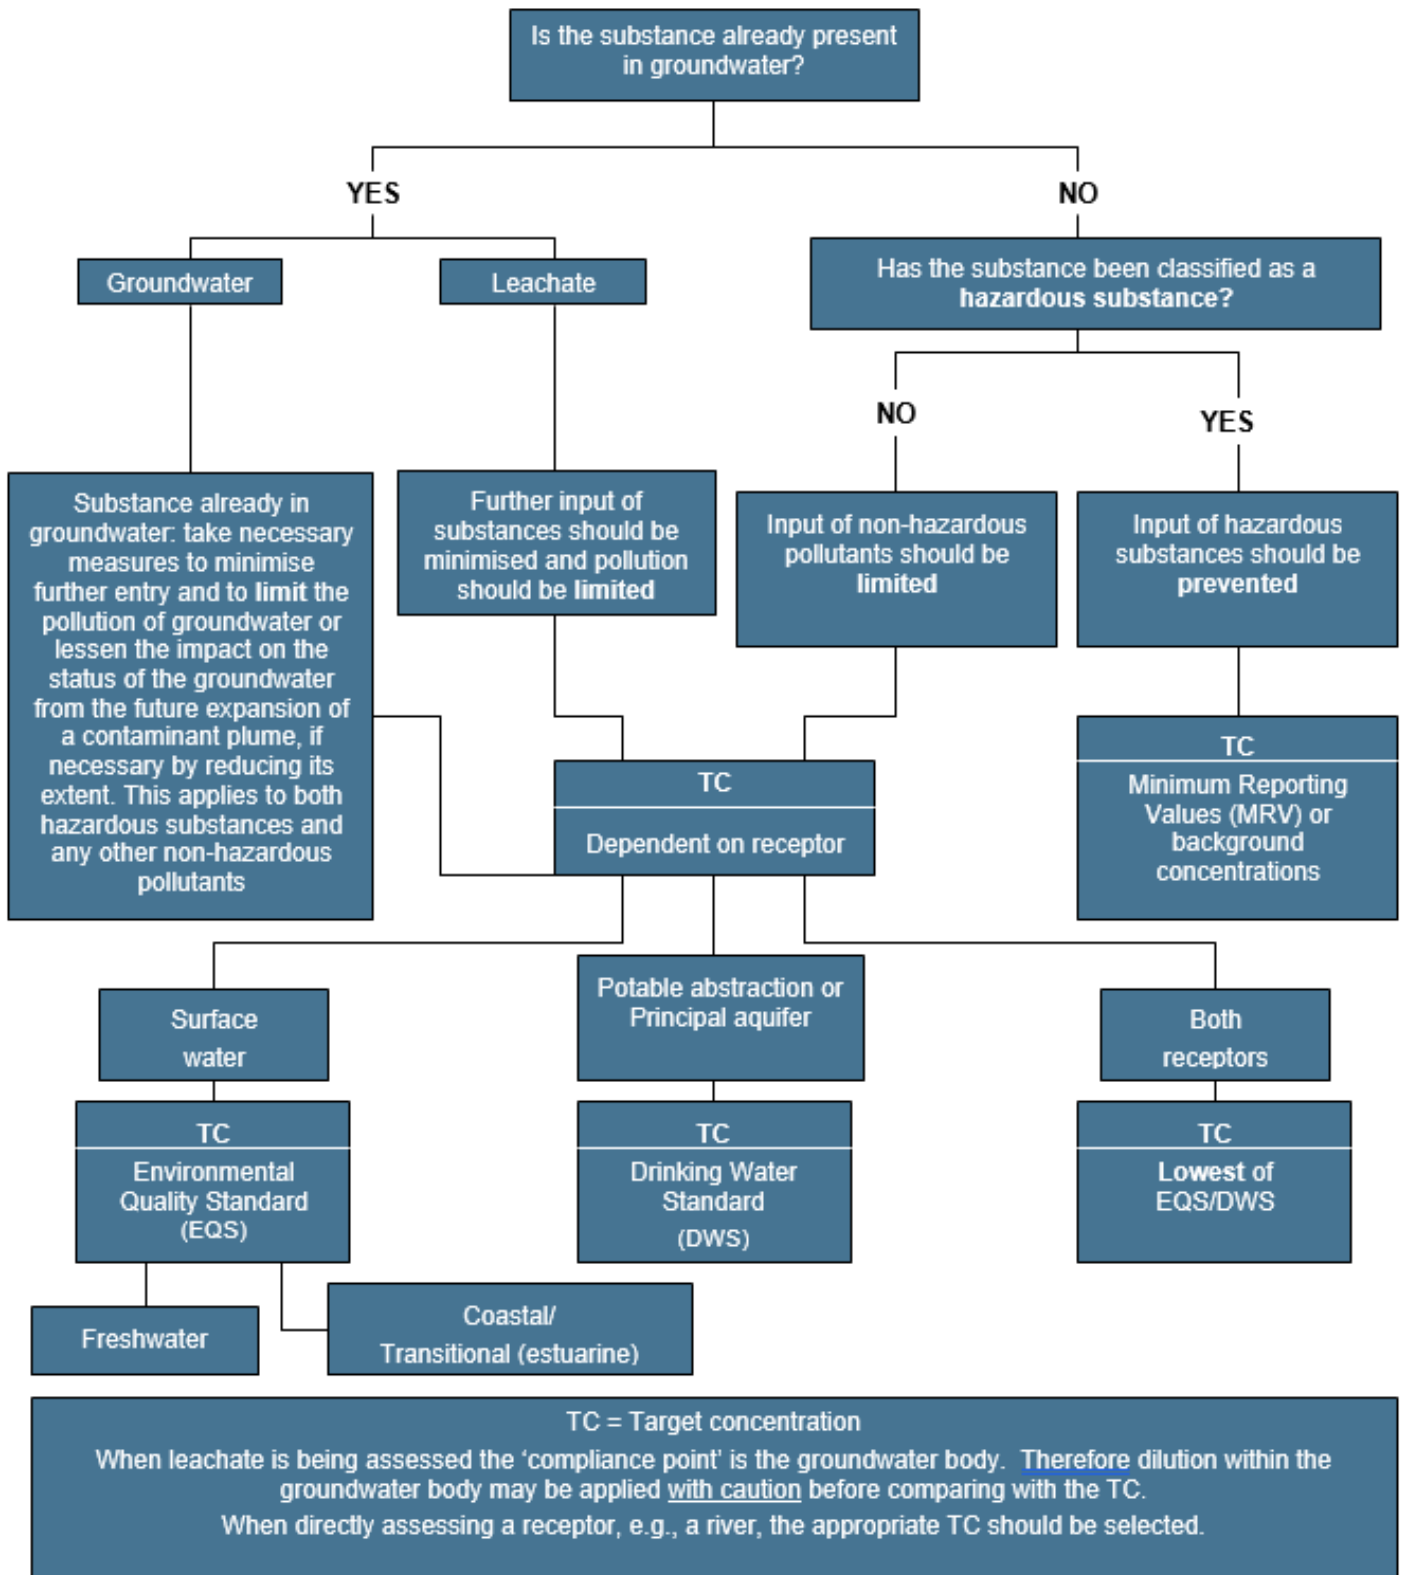 Is the substance already present
in groundwater?
YES
NO
Groundwater
Leachate
Has the substance been classified as a
hazardous substance?
NO
YES
Substance already in
groundwater: take necessary
measures to minimise
further entry and to limit the
pollution of groundwater or
lessen the impact on the
status of the groundwater
from the future expansion of
a contaminant plume, if
necessary by reducing its
extent. This applies to both
hazardous substances and
any other non-hazardous
pollutants
Further input of
substances should be
minimised and pollution
should be limited
Input of non-hazardous
pollutants should be
limited
Input of hazardous
substances should be
prevented
TC
Dependent on receptor
TC
Minimum Reporting
Values (MRV) or
background
concentrations
Surface
water
Potable abstraction or
Principal aquifer
Both
receptors
TC
Environmental
Quality Standard
(EQS)
TC
Drinking Water
Standard
(DWS)
TC
Lowest of
EQS/DWS
Freshwater
Coastal/
Transitional (estuarine)
TC = Target concentration
When leachate is being assessed the ‘compliance point’ is the groundwater body. Therefore dilution within the
groundwater body may be applied with caution before comparing with the TC.
When directly assessing a receptor, e.g., a river, the appropriate TC should be selected.